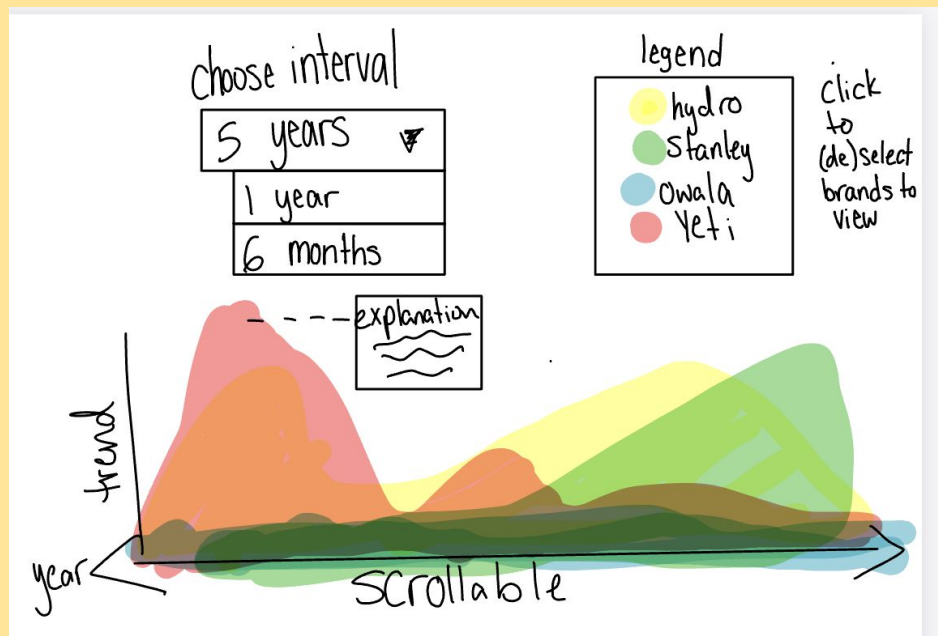 choose interval
5 years
1 year
6 months
legend
hydro
Stanley
Owala
Yeti
Click
to
(de)select
brands to
view
explanation
trend
year
Scrollable